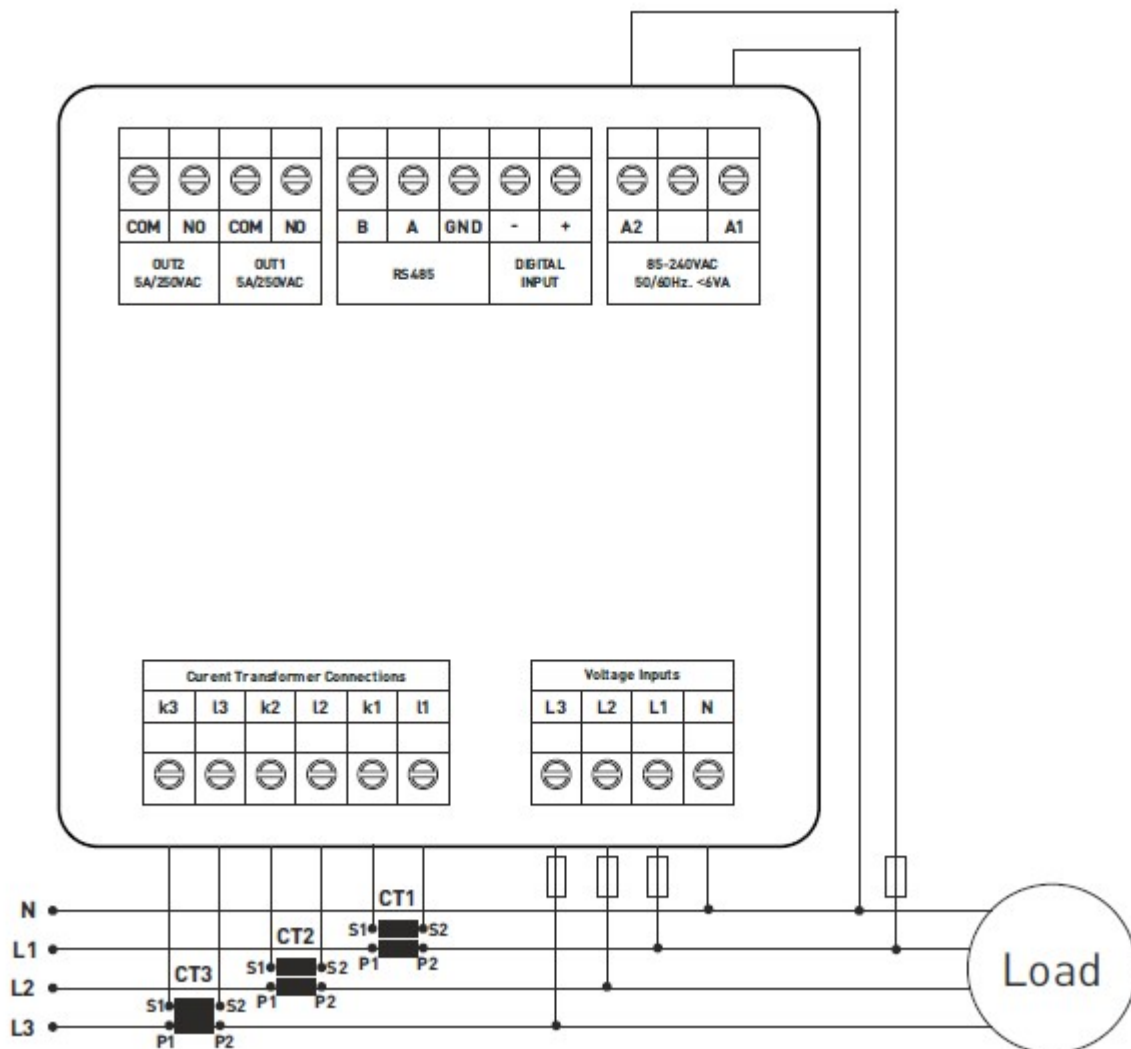 COM NO COM NO
OUT2 5A/250VAC
OUT1 5A/250VAC
B A GND - +
RS485
DIGITAL INPUT
A2 A1
85-240VAC
50/60Hz. <6VA
Curent Transformer Connections
k3 l3 k2 l2 k1 l1
Voltage Inputs
L3 L2 L1 N
N
L1
L2
L3
CT1
S1 S2
P1 P2
CT2
S1 S2
P1 P2
CT3
S1 S2
P1 P2
Load